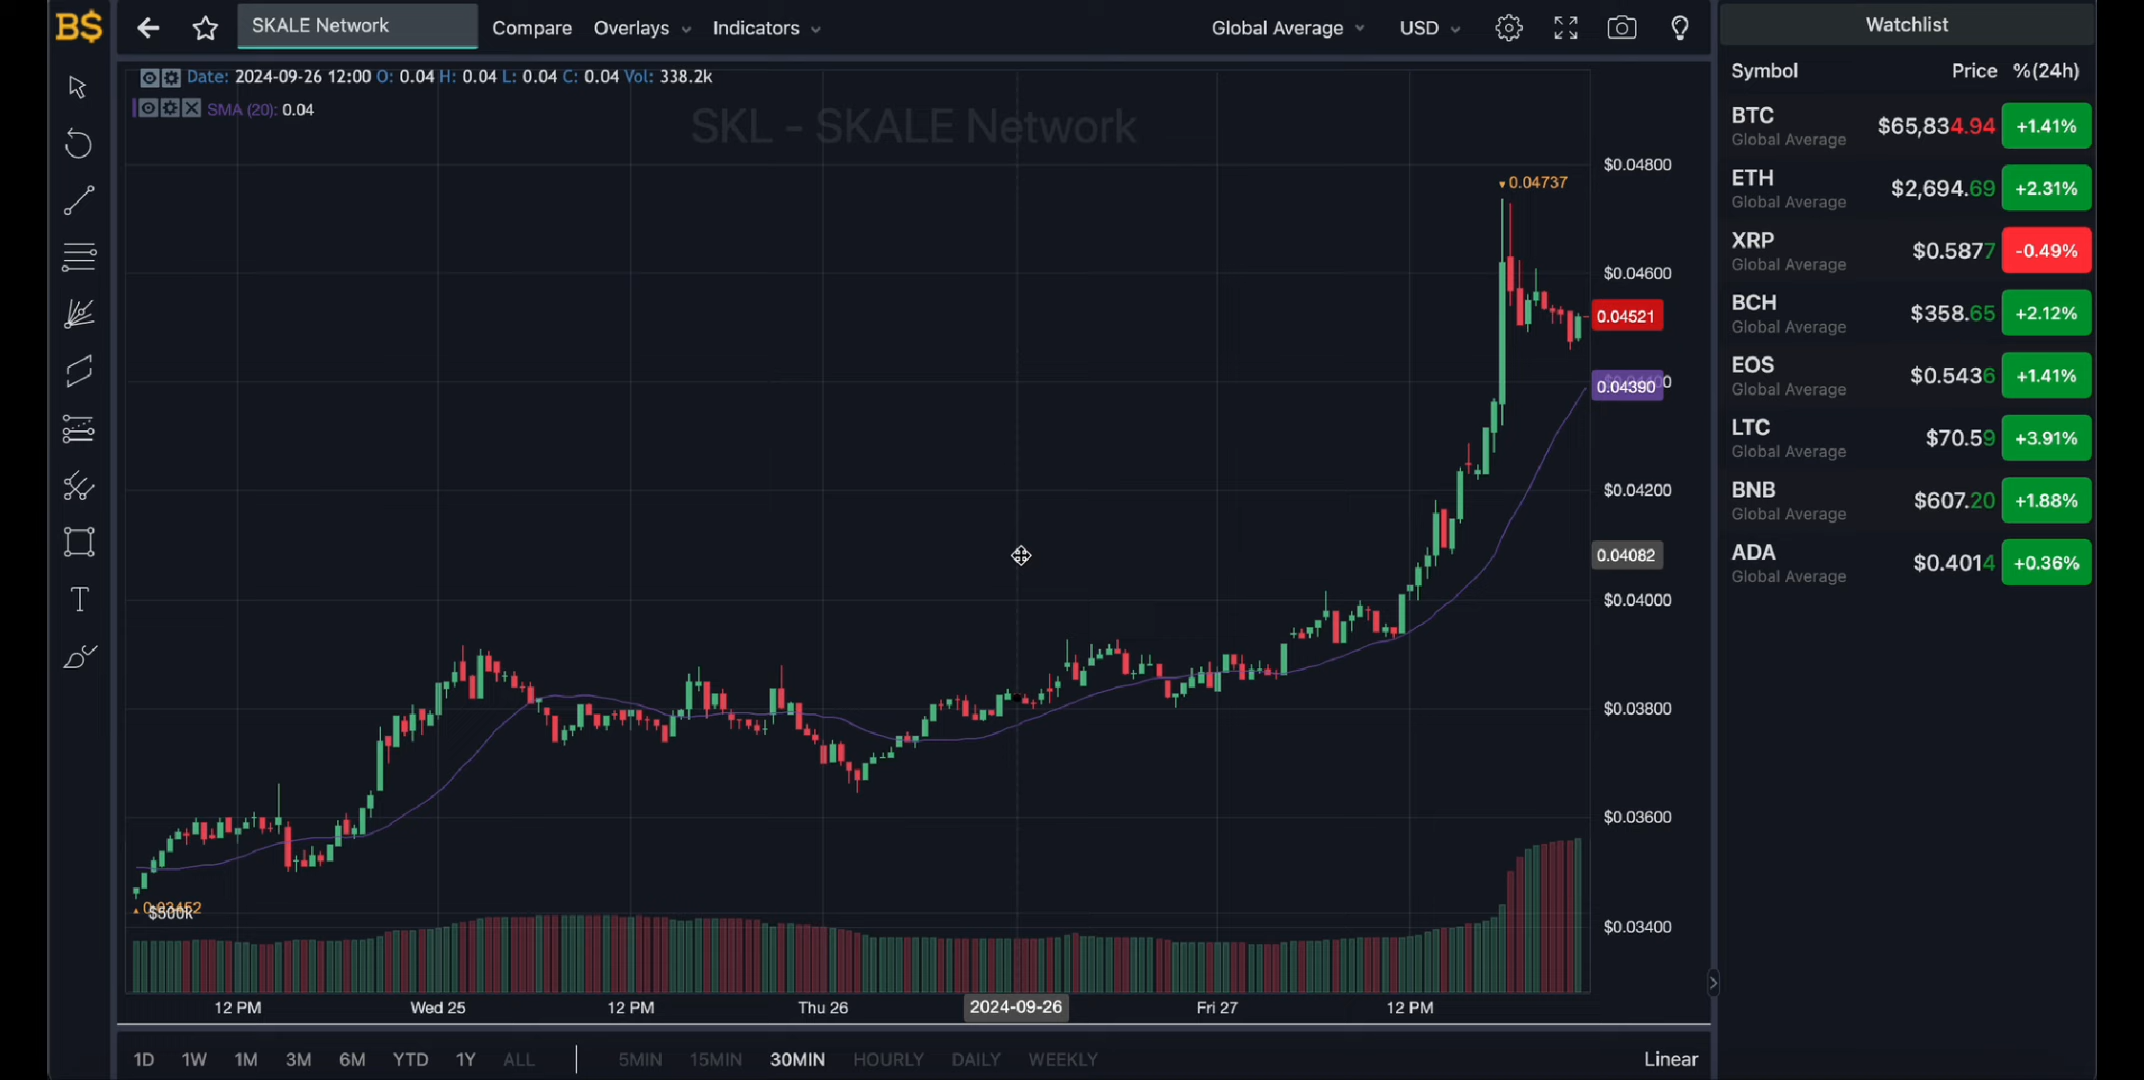 B$ SKALE Network Compare Overlays Indicators Global Average USD
Date: 2024-09-26 12:00 O: 0.04 H: 0.04 L: 0.04 C: 0.04 Vol: 338.2k
SMA (20): 0.04
SKL - SKALE Network
0.04737
$0.04800
$0.04600
0.04521
0.04390
$0.04200
0.04082
$0.04000
$0.03800
$0.03600
$0.03400
0.03452
$500k
12 PM Wed 25 12 PM Thu 26 2024-09-26 Fri 27 12 PM
1D 1W 1M 3M 6M YTD 1Y ALL 5MIN 15MIN 30MIN HOURLY DAILY WEEKLY Linear
Watchlist
Symbol Price %(24h)
BTC $65,834.94 +1.41%
Global Average
ETH $2,694.69 +2.31%
Global Average
XRP $0.5877 -0.49%
Global Average
BCH $358.65 +2.12%
Global Average
EOS $0.5436 +1.41%
Global Average
LTC $70.59 +3.91%
Global Average
BNB $607.20 +1.88%
Global Average
ADA $0.4014 +0.36%
Global Average